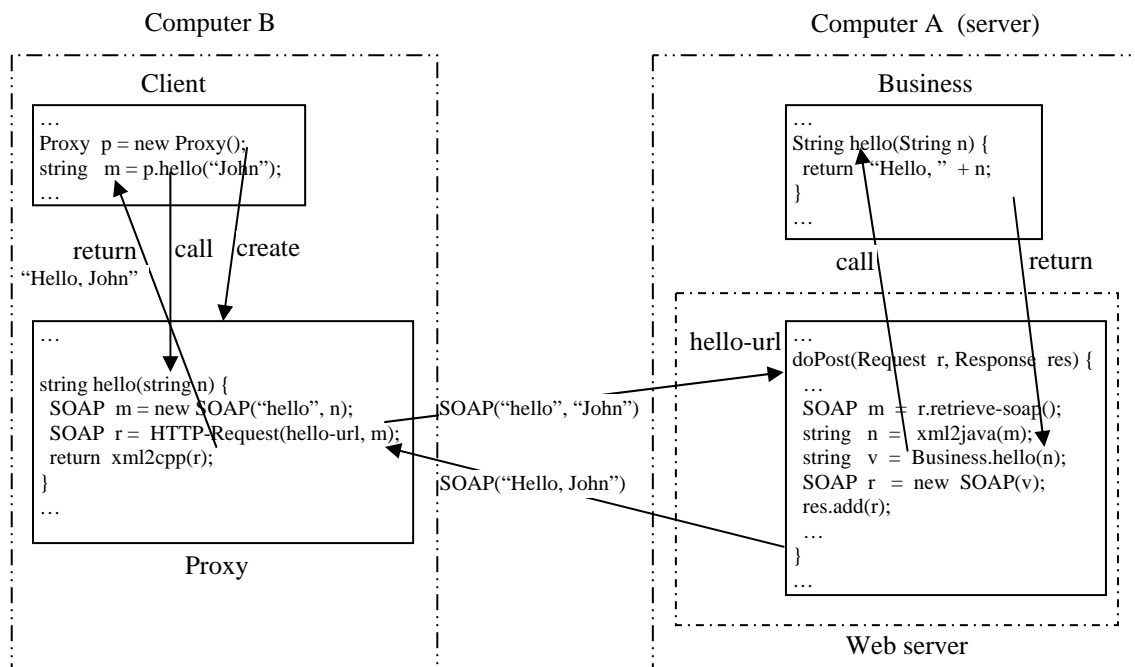 Computer B
Client
…
Proxy p = new Proxy();
string m = p.hello(“John”);
…
return
“Hello, John”
call
create
…
string hello(string n) {
SOAP m = new SOAP(“hello”, n);
SOAP r = HTTP-Request(hello-url, m);
return xml2cpp(r);
}
…
Proxy
SOAP(“hello”, “John”)
SOAP(“Hello, John”)
Computer A (server)
Business
…
String hello(String n) {
return “Hello, ” + n;
}
…
call
return
hello-url
…
doPost(Request r, Response res) {
…
SOAP m = r.retrieve-soap();
string n = xml2java(m);
string v = Business.hello(n);
SOAP r = new SOAP(v);
res.add(r);
…
}
…
Web server